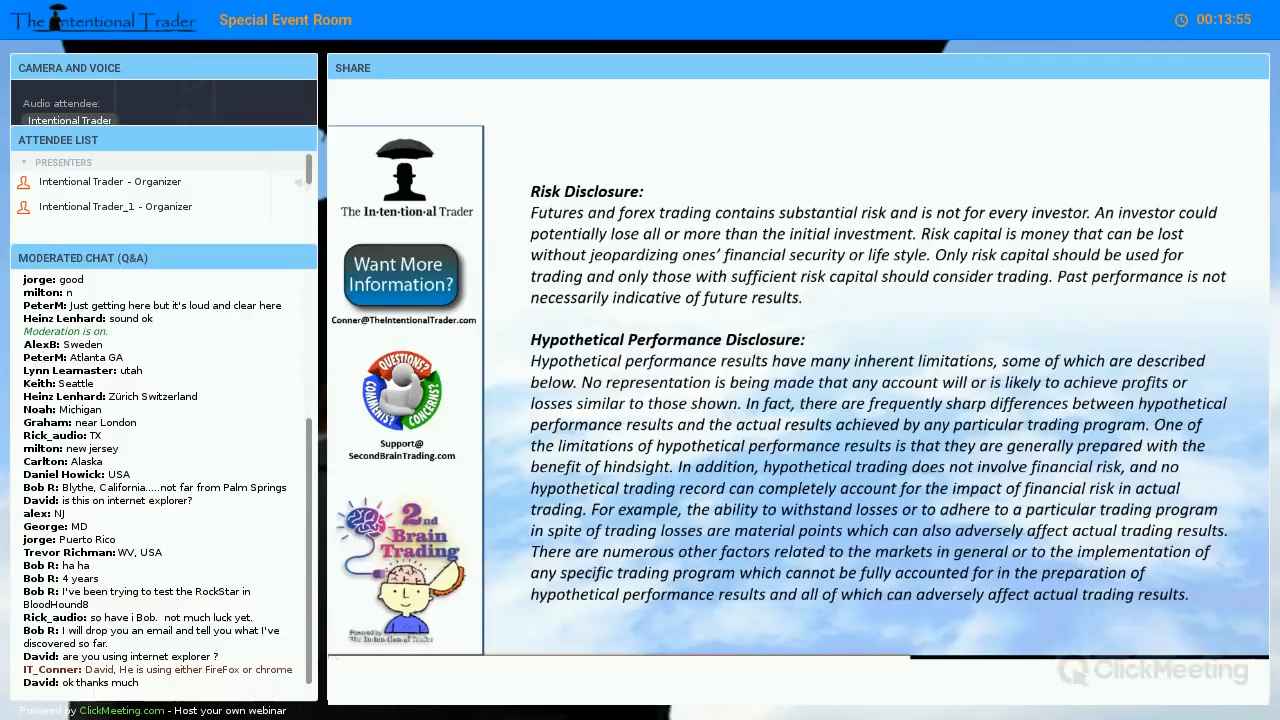 The Intentional Trader
Special Event Room
00:13:55
CAMERA AND VOICE
Audio attendee:
Intentional Trader
ATTENDEE LIST
PRESENTERS
Intentional Trader - Organizer
Intentional Trader_1 - Organizer
MODERATED CHAT (Q&A)
jorge: good
milton: n
PeterM: Just getting here but it's loud and clear here
Heinz Lenhard: sound ok
Moderation is on.
AlexB: Sweden
PeterM: Atlanta GA
Lynn Leamaster: utah
Keith: Seattle
Heinz Lenhard: Zürich Switzerland
Noah: Michigan
Graham: near London
Rick_audio: TX
milton: new jersey
Carlton: Alaska
Daniel Howick: USA
Bob R: Blythe, California.....not far from Palm Springs
David: is this on internet explorer?
alex: NJ
George: MD
jorge: Puerto Rico
Trevor Richman: WV, USA
Bob R: ha ha
Bob R: 4 years
Bob R: I've been trying to test the RockStar in
BloodHound8
Rick_audio: so have i Bob.  not much luck yet.
Bob R: I will drop you an email and tell you what I've
discovered so far.
David: are you using internet explorer ?
IT_Conner: David, He is using either FireFox or chrome
David: ok thanks much
Powered by ClickMeeting.com - Host your own webinar
SHARE
The In·ten·tion·al Trader
Want More
Information?
Conner@TheIntentionalTrader.com
QUESTIONS?
COMMENTS?
CONCERNS?
Support@
SecondBrainTrading.com
2nd
Brain
Trading
Powered by
The In·ten·tion·al Trader
Risk Disclosure:
Futures and forex trading contains substantial risk and is not for every investor. An investor could
potentially lose all or more than the initial investment. Risk capital is money that can be lost
without jeopardizing ones’ financial security or life style. Only risk capital should be used for
trading and only those with sufficient risk capital should consider trading. Past performance is not
necessarily indicative of future results.
Hypothetical Performance Disclosure:
Hypothetical performance results have many inherent limitations, some of which are described
below. No representation is being made that any account will or is likely to achieve profits or
losses similar to those shown. In fact, there are frequently sharp differences between hypothetical
performance results and the actual results achieved by any particular trading program. One of
the limitations of hypothetical performance results is that they are generally prepared with the
benefit of hindsight. In addition, hypothetical trading does not involve financial risk, and no
hypothetical trading record can completely account for the impact of financial risk in actual
trading. For example, the ability to withstand losses or to adhere to a particular trading program
in spite of trading losses are material points which can also adversely affect actual trading results.
There are numerous other factors related to the markets in general or to the implementation of
any specific trading program which cannot be fully accounted for in the preparation of
hypothetical performance results and all of which can adversely affect actual trading results.
ClickMeeting